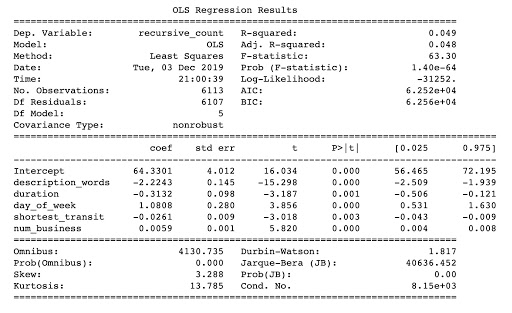 OLS Regression Results
==============================================================================
Dep. Variable: recursive_count R-squared: 0.049
Model: OLS Adj. R-squared: 0.048
Method: Least Squares F-statistic: 63.30
Date: Tue, 03 Dec 2019 Prob (F-statistic): 1.40e-64
Time: 21:00:39 Log-Likelihood: -31252.
No. Observations: 6113 AIC: 6.252e+04
Df Residuals: 6107 BIC: 6.256e+04
Df Model: 5
Covariance Type: nonrobust
==============================================================================
coef std err t P>|t| [0.025 0.975]
------------------------------------------------------------------------------
Intercept 64.3301 4.012 16.034 0.000 56.465 72.195
description_words -2.2243 0.145 -15.298 0.000 -2.509 -1.939
duration -0.3132 0.098 -3.187 0.001 -0.506 -0.121
day_of_week 1.0808 0.280 3.856 0.000 0.531 1.630
shortest_transit -0.0261 0.009 -3.018 0.003 -0.043 -0.009
num_business 0.0059 0.001 5.820 0.000 0.004 0.008
==============================================================================
Omnibus: 4130.735 Durbin-Watson: 1.817
Prob(Omnibus): 0.000 Jarque-Bera (JB): 40636.452
Skew: 3.288 Prob(JB): 0.00
Kurtosis: 13.785 Cond. No. 8.15e+03
==============================================================================